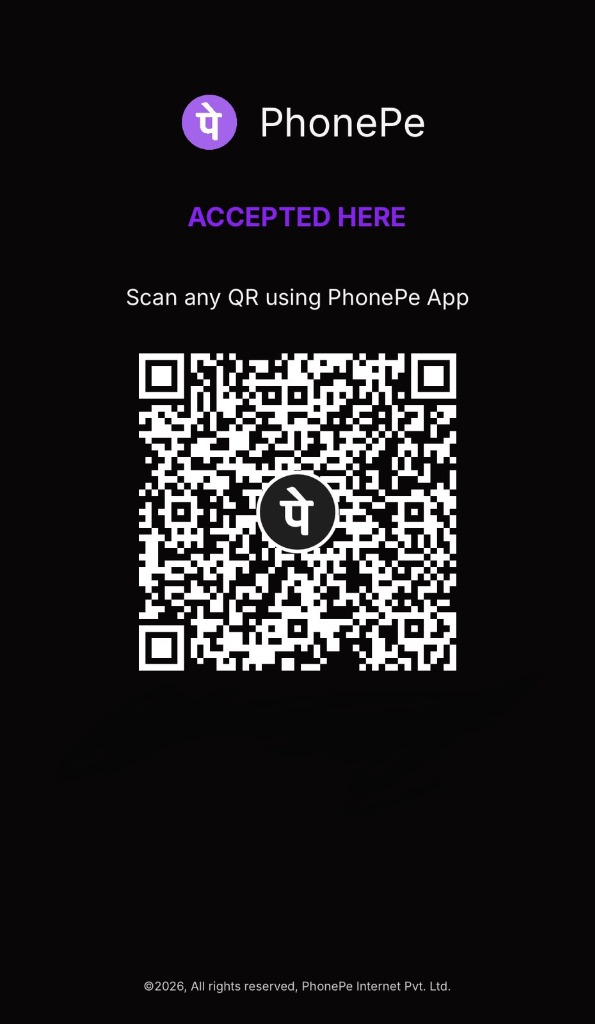 पे PhonePe
ACCEPTED HERE
Scan any QR using PhonePe App
पे
©2026, All rights reserved, PhonePe Internet Pvt. Ltd.